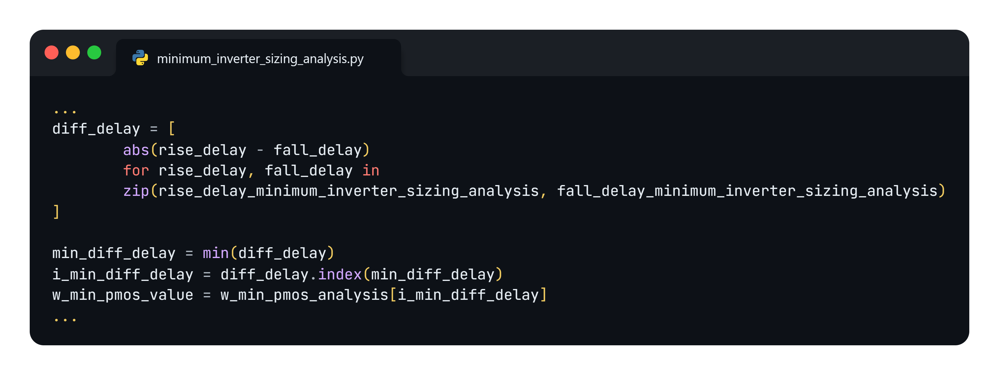 minimum_inverter_sizing_analysis.py
...
diff_delay = [
        abs(rise_delay - fall_delay)
        for rise_delay, fall_delay in
        zip(rise_delay_minimum_inverter_sizing_analysis, fall_delay_minimum_inverter_sizing_analysis)
]
min_diff_delay = min(diff_delay)
i_min_diff_delay = diff_delay.index(min_diff_delay)
w_min_pmos_value = w_min_pmos_analysis[i_min_diff_delay]
...